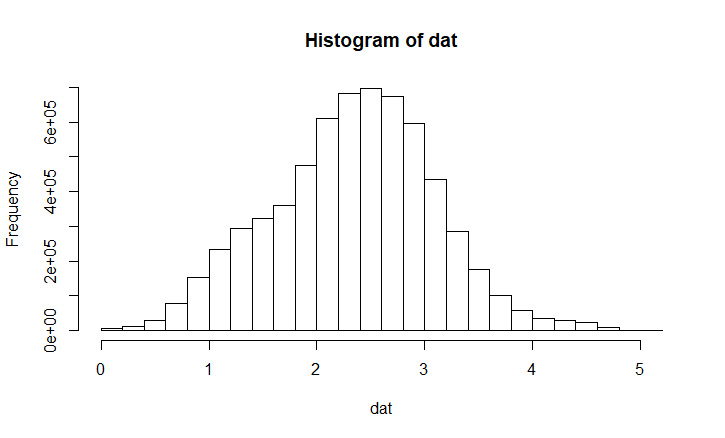 Histogram of dat
Frequency
0e+00 2e+05 4e+05 6e+05
0 1 2 3 4 5
dat